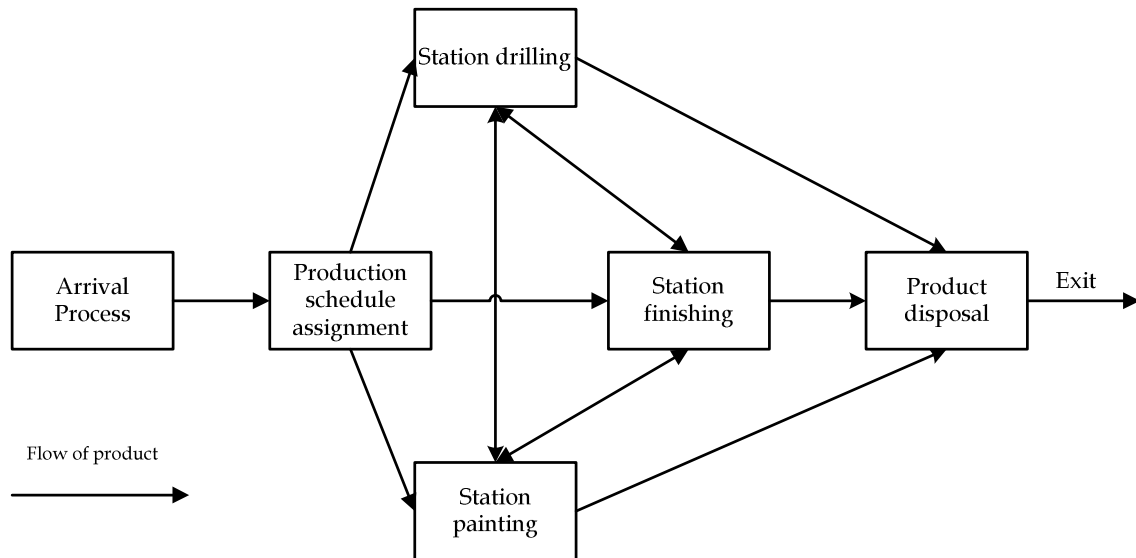 Station drilling
Arrival
Process
Production
schedule
assignment
Station
finishing
Product
disposal
Exit
Flow of product
Station
painting